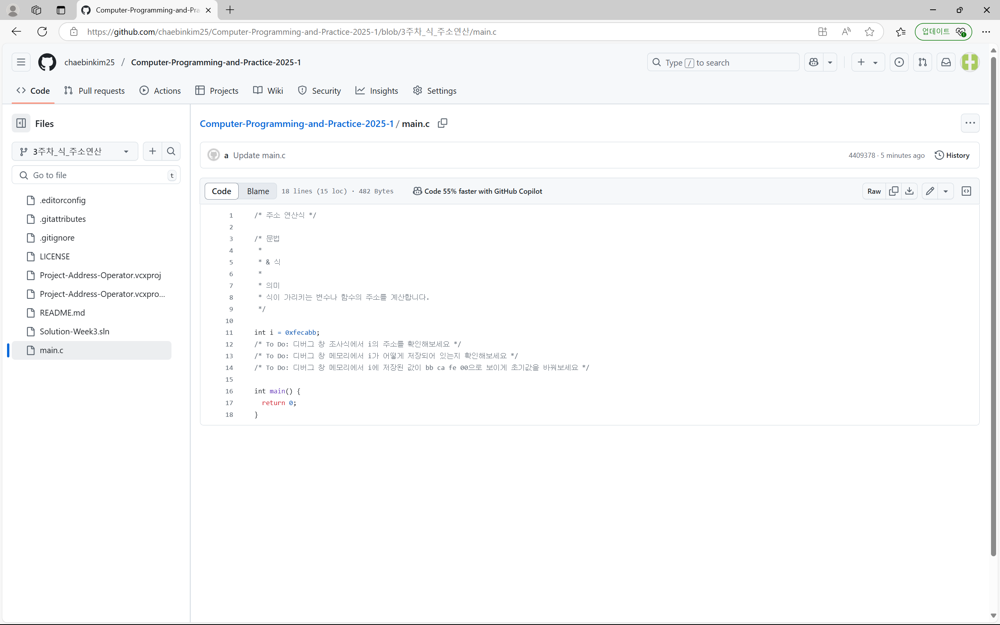 Computer-Programming-and-Pra
https://github.com/chaebinkim25/Computer-Programming-and-Practice-2025-1/blob/3주차_식_주소연산/main.c
업데이트
chaebinkim25 / Computer-Programming-and-Practice-2025-1
Type / to search
Code Pull requests Actions Projects Wiki Security Insights Settings
Files
3주차_식_주소연산
Go to file t
.editorconfig
.gitattributes
.gitignore
LICENSE
Project-Address-Operator.vcxproj
Project-Address-Operator.vcxpro...
README.md
Solution-Week3.sln
main.c
Computer-Programming-and-Practice-2025-1 / main.c
a Update main.c
4409378 · 5 minutes ago History
Code Blame 18 lines (15 loc) · 482 Bytes Code 55% faster with GitHub Copilot Raw
1 /* 주소 연산식 */
2
3 /* 문법
4 *
5 * & 식
6 *
7 * 의미
8 * 식이 가리키는 변수나 함수의 주소를 계산합니다.
9 */
10
11 int i = 0xfecabb;
12 /* To Do: 디버그 창 조사식에서 i의 주소를 확인해보세요 */
13 /* To Do: 디버그 창 메모리에서 i가 어떻게 저장되어 있는지 확인해보세요 */
14 /* To Do: 디버그 창 메모리에서 i에 저장된 값이 bb ca fe 00으로 보이게 초기값을 바꿔보세요 */
15
16 int main() {
17 return 0;
18 }